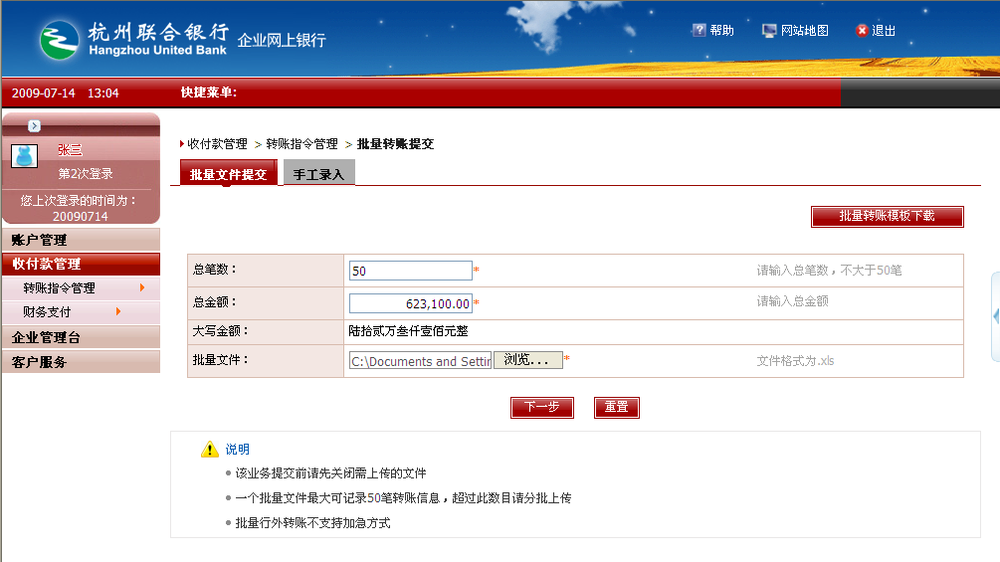 杭州联合银行
Hangzhou United Bank
企业网上银行
帮助
网站地图
退出
2009-07-14 13:04
快捷菜单:
张三
第2次登录
您上次登录的时间为：
20090714
账户管理
收付款管理
转账指令管理
财务支付
企业管理台
客户服务
收付款管理 > 转账指令管理 > 批量转账提交
批量文件提交
手工录入
批量转账模板下载
总笔数： 50 * 请输入总笔数，不大于50笔
总金额： 623,100.00 * 请输入总金额
大写金额： 陆拾贰万叁仟壹佰元整
批量文件： C:\Documents and Settin 浏览... * 文件格式为.xls
下一步
重置
说明
该业务提交前请先关闭需上传的文件
一个批量文件最大可记录50笔转账信息，超过此数目请分批上传
批量行外转账不支持加急方式